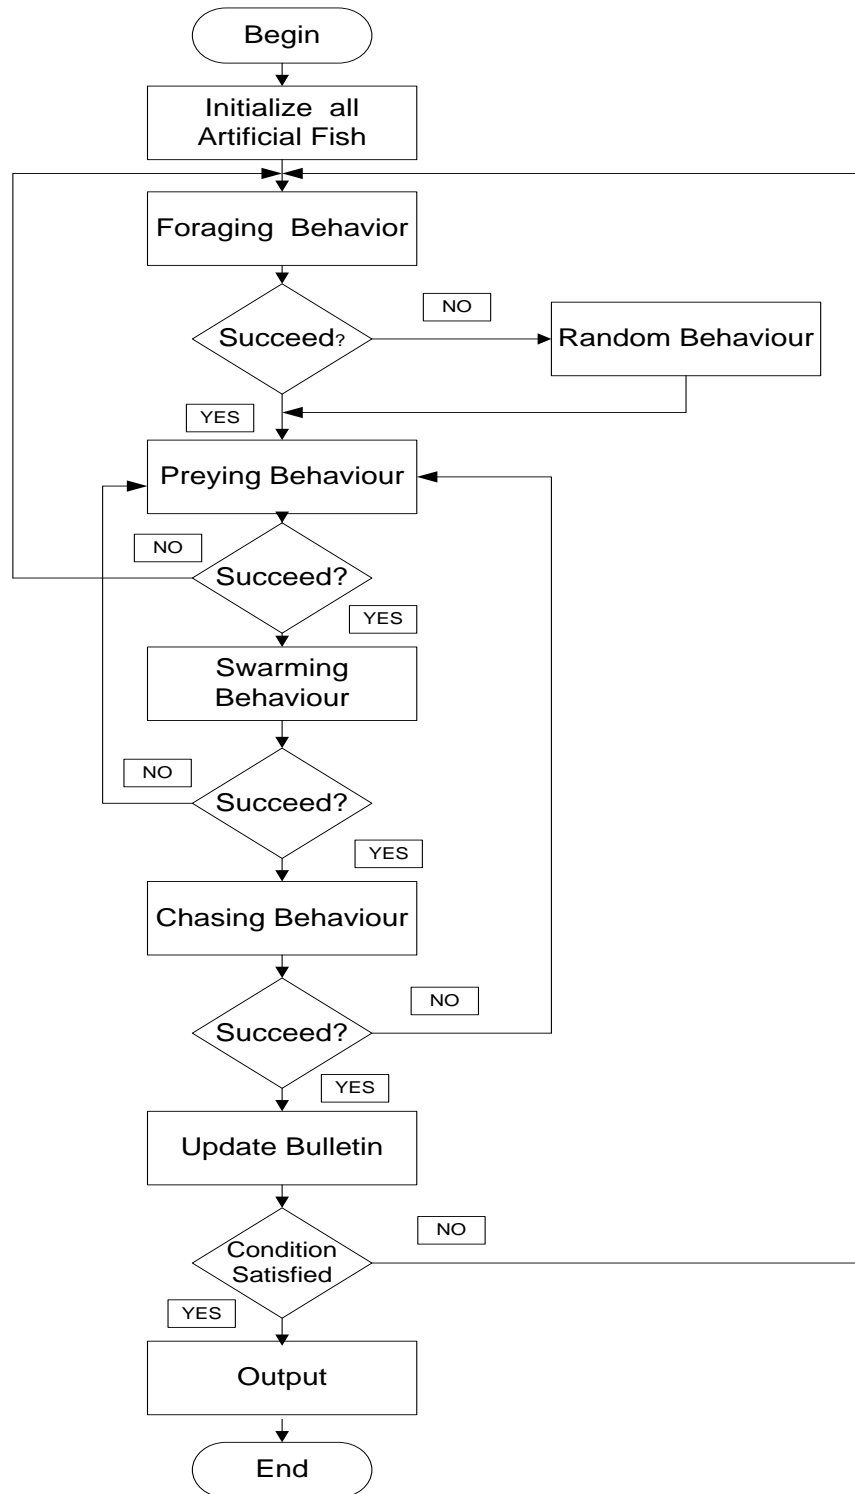 Begin
Initialize all
Artificial Fish
Foraging Behavior
Succeed?
NO
Random Behaviour
YES
Preying Behaviour
NO
Succeed?
YES
Swarming
Behaviour
NO
Succeed?
YES
Chasing Behaviour
Succeed?
NO
YES
Update Bulletin
NO
Condition
Satisfied
YES
Output
End